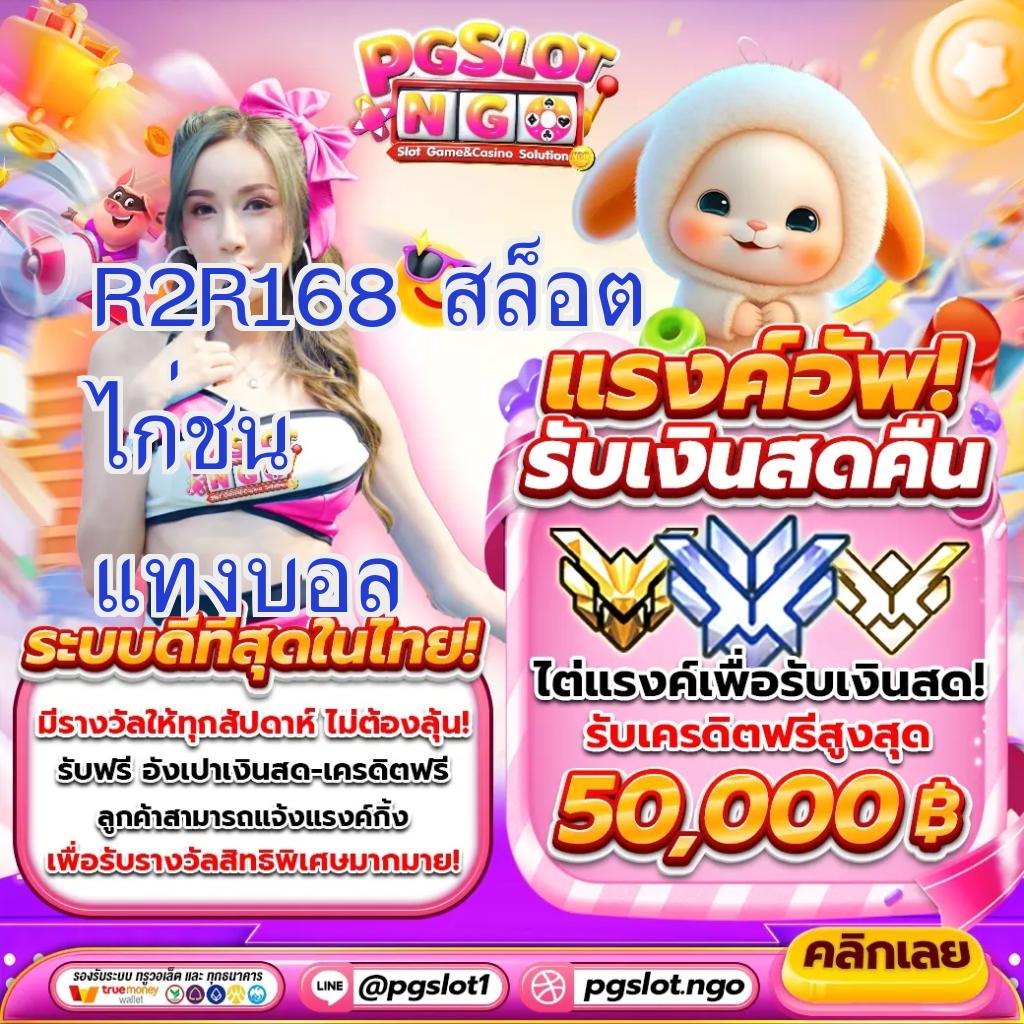 PGSLOT
NGO
Slot Game&Casino Solution
R2R168 สล็อต
ไก่ชน
แทงบอล
แรงค์อัพ!
รับเงินสดคืน
ระบบดีที่สุดในไทย!
มีรางวัลให้ทุกสัปดาห์ ไม่ต้องลุ้น!
รับฟรี อังเปาเงินสด-เครดิตฟรี
ลูกค้าสามารถแจ้งแรงค์กิ้ง
เพื่อรับรางวัลสิทธิพิเศษมากมาย!
ไต่แรงค์เพื่อรับเงินสด!
รับเครดิตฟรีสูงสุด
50,000 ฿
คลิกเลย
รองรับระบบ ทรูวอเล็ต และ ทุกธนาคาร
truemoney
wallet
LINE @pgslot1
pgslot.ngo